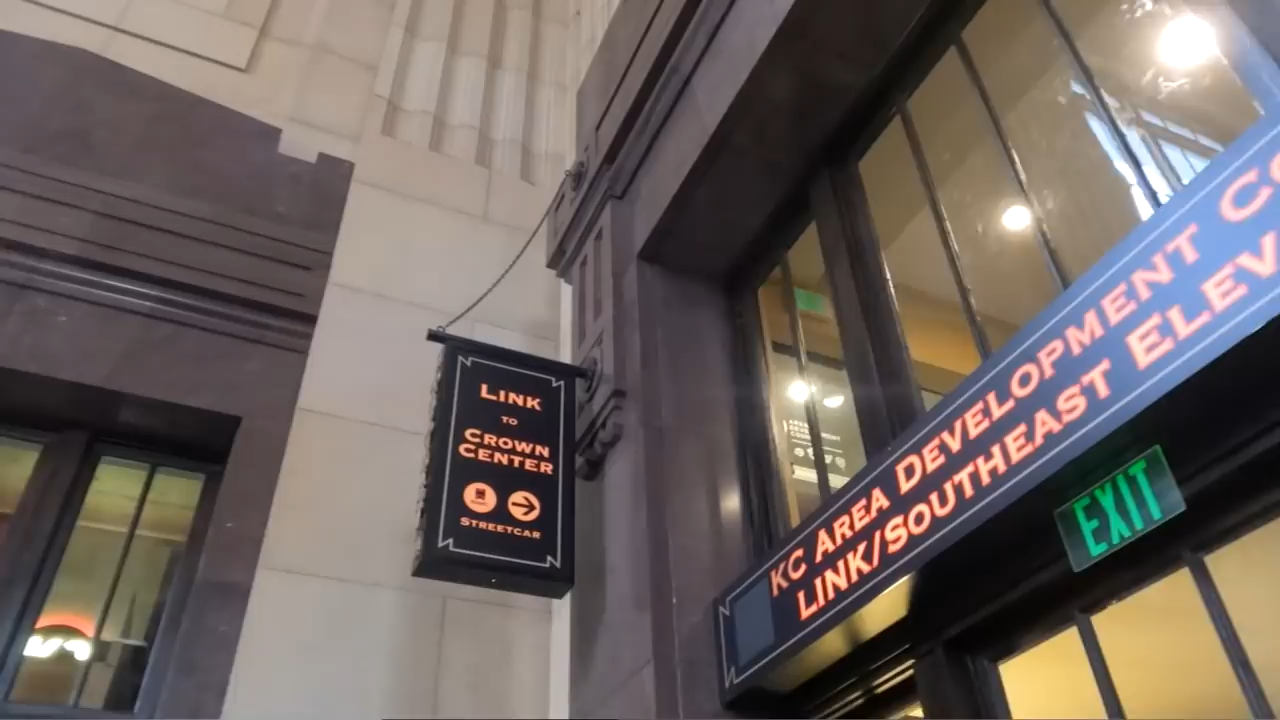 LINK
TO
CROWN
CENTER
STREETCAR
KC AREA DEVELOPMENT
LINK/SOUTHEAST
EXIT